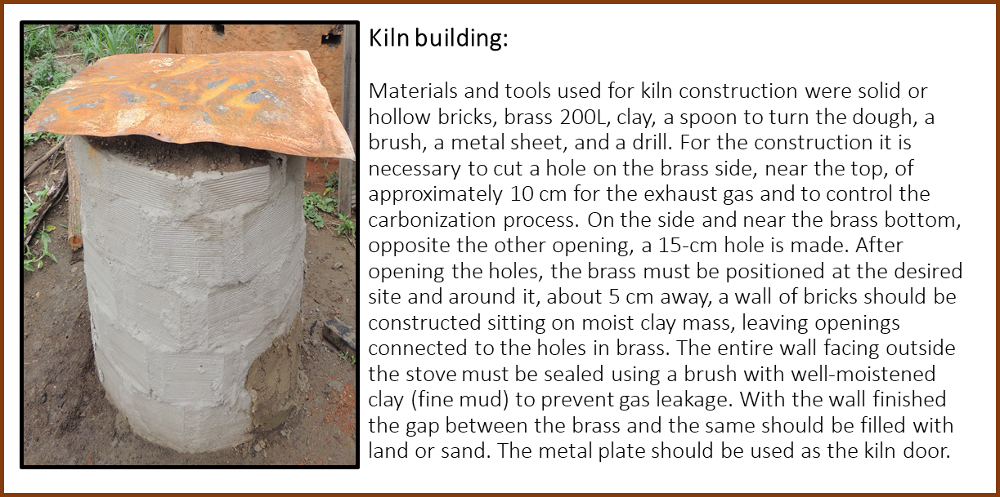 Kiln building:
Materials and tools used for kiln construction were solid or
hollow bricks, brass 200L, clay, a spoon to turn the dough, a
brush, a metal sheet, and a drill. For the construction it is
necessary to cut a hole on the brass side, near the top, of
approximately 10 cm for the exhaust gas and to control the
carbonization process. On the side and near the brass bottom,
opposite the other opening, a 15-cm hole is made. After
opening the holes, the brass must be positioned at the desired
site and around it, about 5 cm away, a wall of bricks should be
constructed sitting on moist clay mass, leaving openings
connected to the holes in brass. The entire wall facing outside
the stove must be sealed using a brush with well-moistened
clay (fine mud) to prevent gas leakage. With the wall finished
the gap between the brass and the same should be filled with
land or sand. The metal plate should be used as the kiln door.